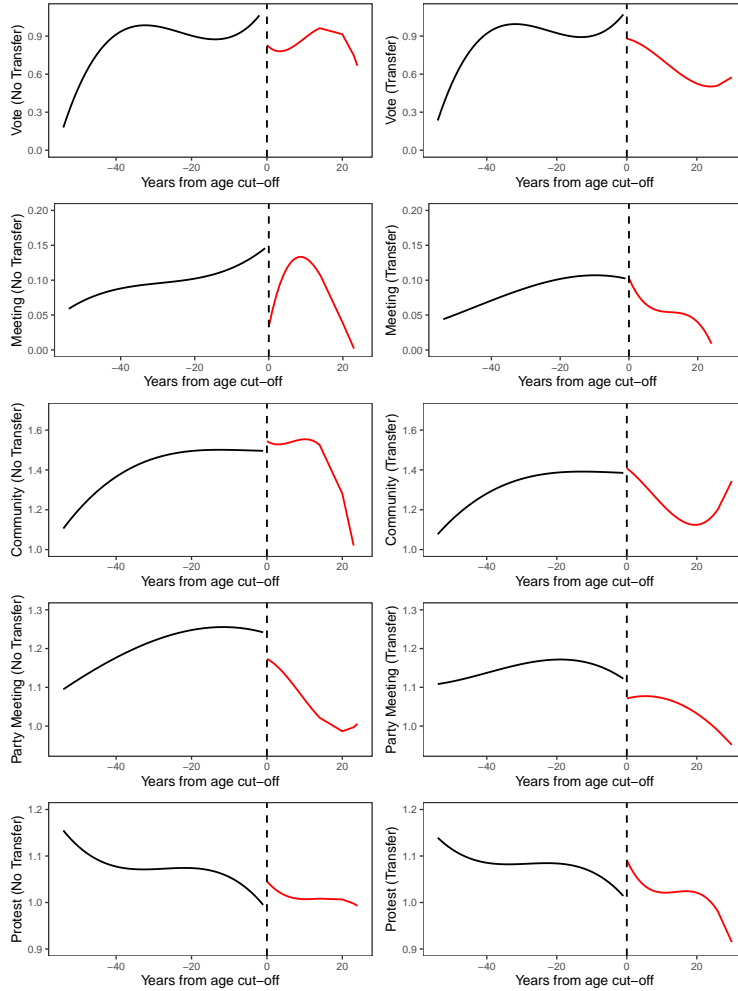 Vote (No Transfer)
0.9
0.6
0.3
0.0
−40 −20 0 20
Years from age cut−off
Vote (Transfer)
0.9
0.6
0.3
0.0
−40 −20 0 20
Years from age cut−off
Meeting (No Transfer)
0.20
0.15
0.10
0.05
0.00
−40 −20 0 20
Years from age cut−off
Meeting (Transfer)
0.20
0.15
0.10
0.05
0.00
−40 −20 0 20
Years from age cut−off
Community (No Transfer)
1.6
1.4
1.2
1.0
−40 −20 0 20
Years from age cut−off
Community (Transfer)
1.6
1.4
1.2
1.0
−40 −20 0 20
Years from age cut−off
Party Meeting (No Transfer)
1.3
1.2
1.1
1.0
−40 −20 0 20
Years from age cut−off
Party Meeting (Transfer)
1.3
1.2
1.1
1.0
−40 −20 0 20
Years from age cut−off
Protest (No Transfer)
1.2
1.1
1.0
0.9
−40 −20 0 20
Years from age cut−off
Protest (Transfer)
1.2
1.1
1.0
0.9
−40 −20 0 20
Years from age cut−off